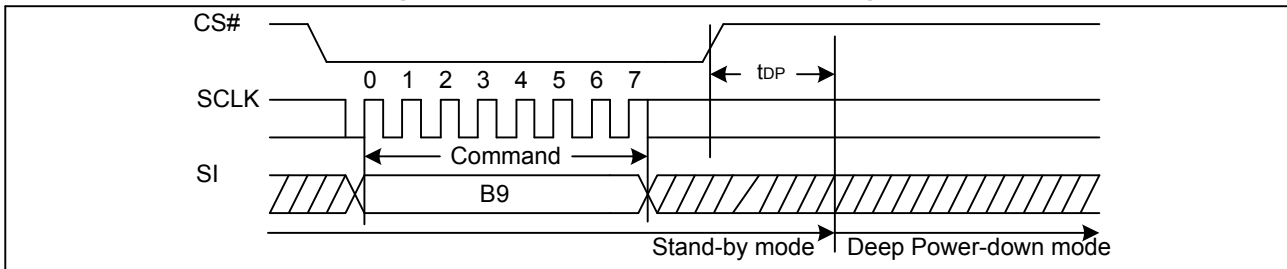 CS#
tDP
0 1 2 3 4 5 6 7
SCLK
Command
SI
B9
Stand-by mode Deep Power-down mode